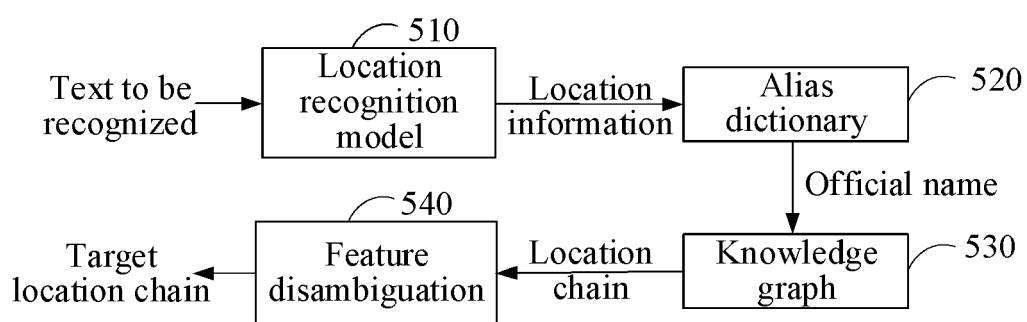 510
Text to be
recognized
Location
recognition
model
Location
information
Alias
dictionary
520
Official name
540
Target
location chain
Feature
disambiguation
Location
chain
Knowledge
graph
530